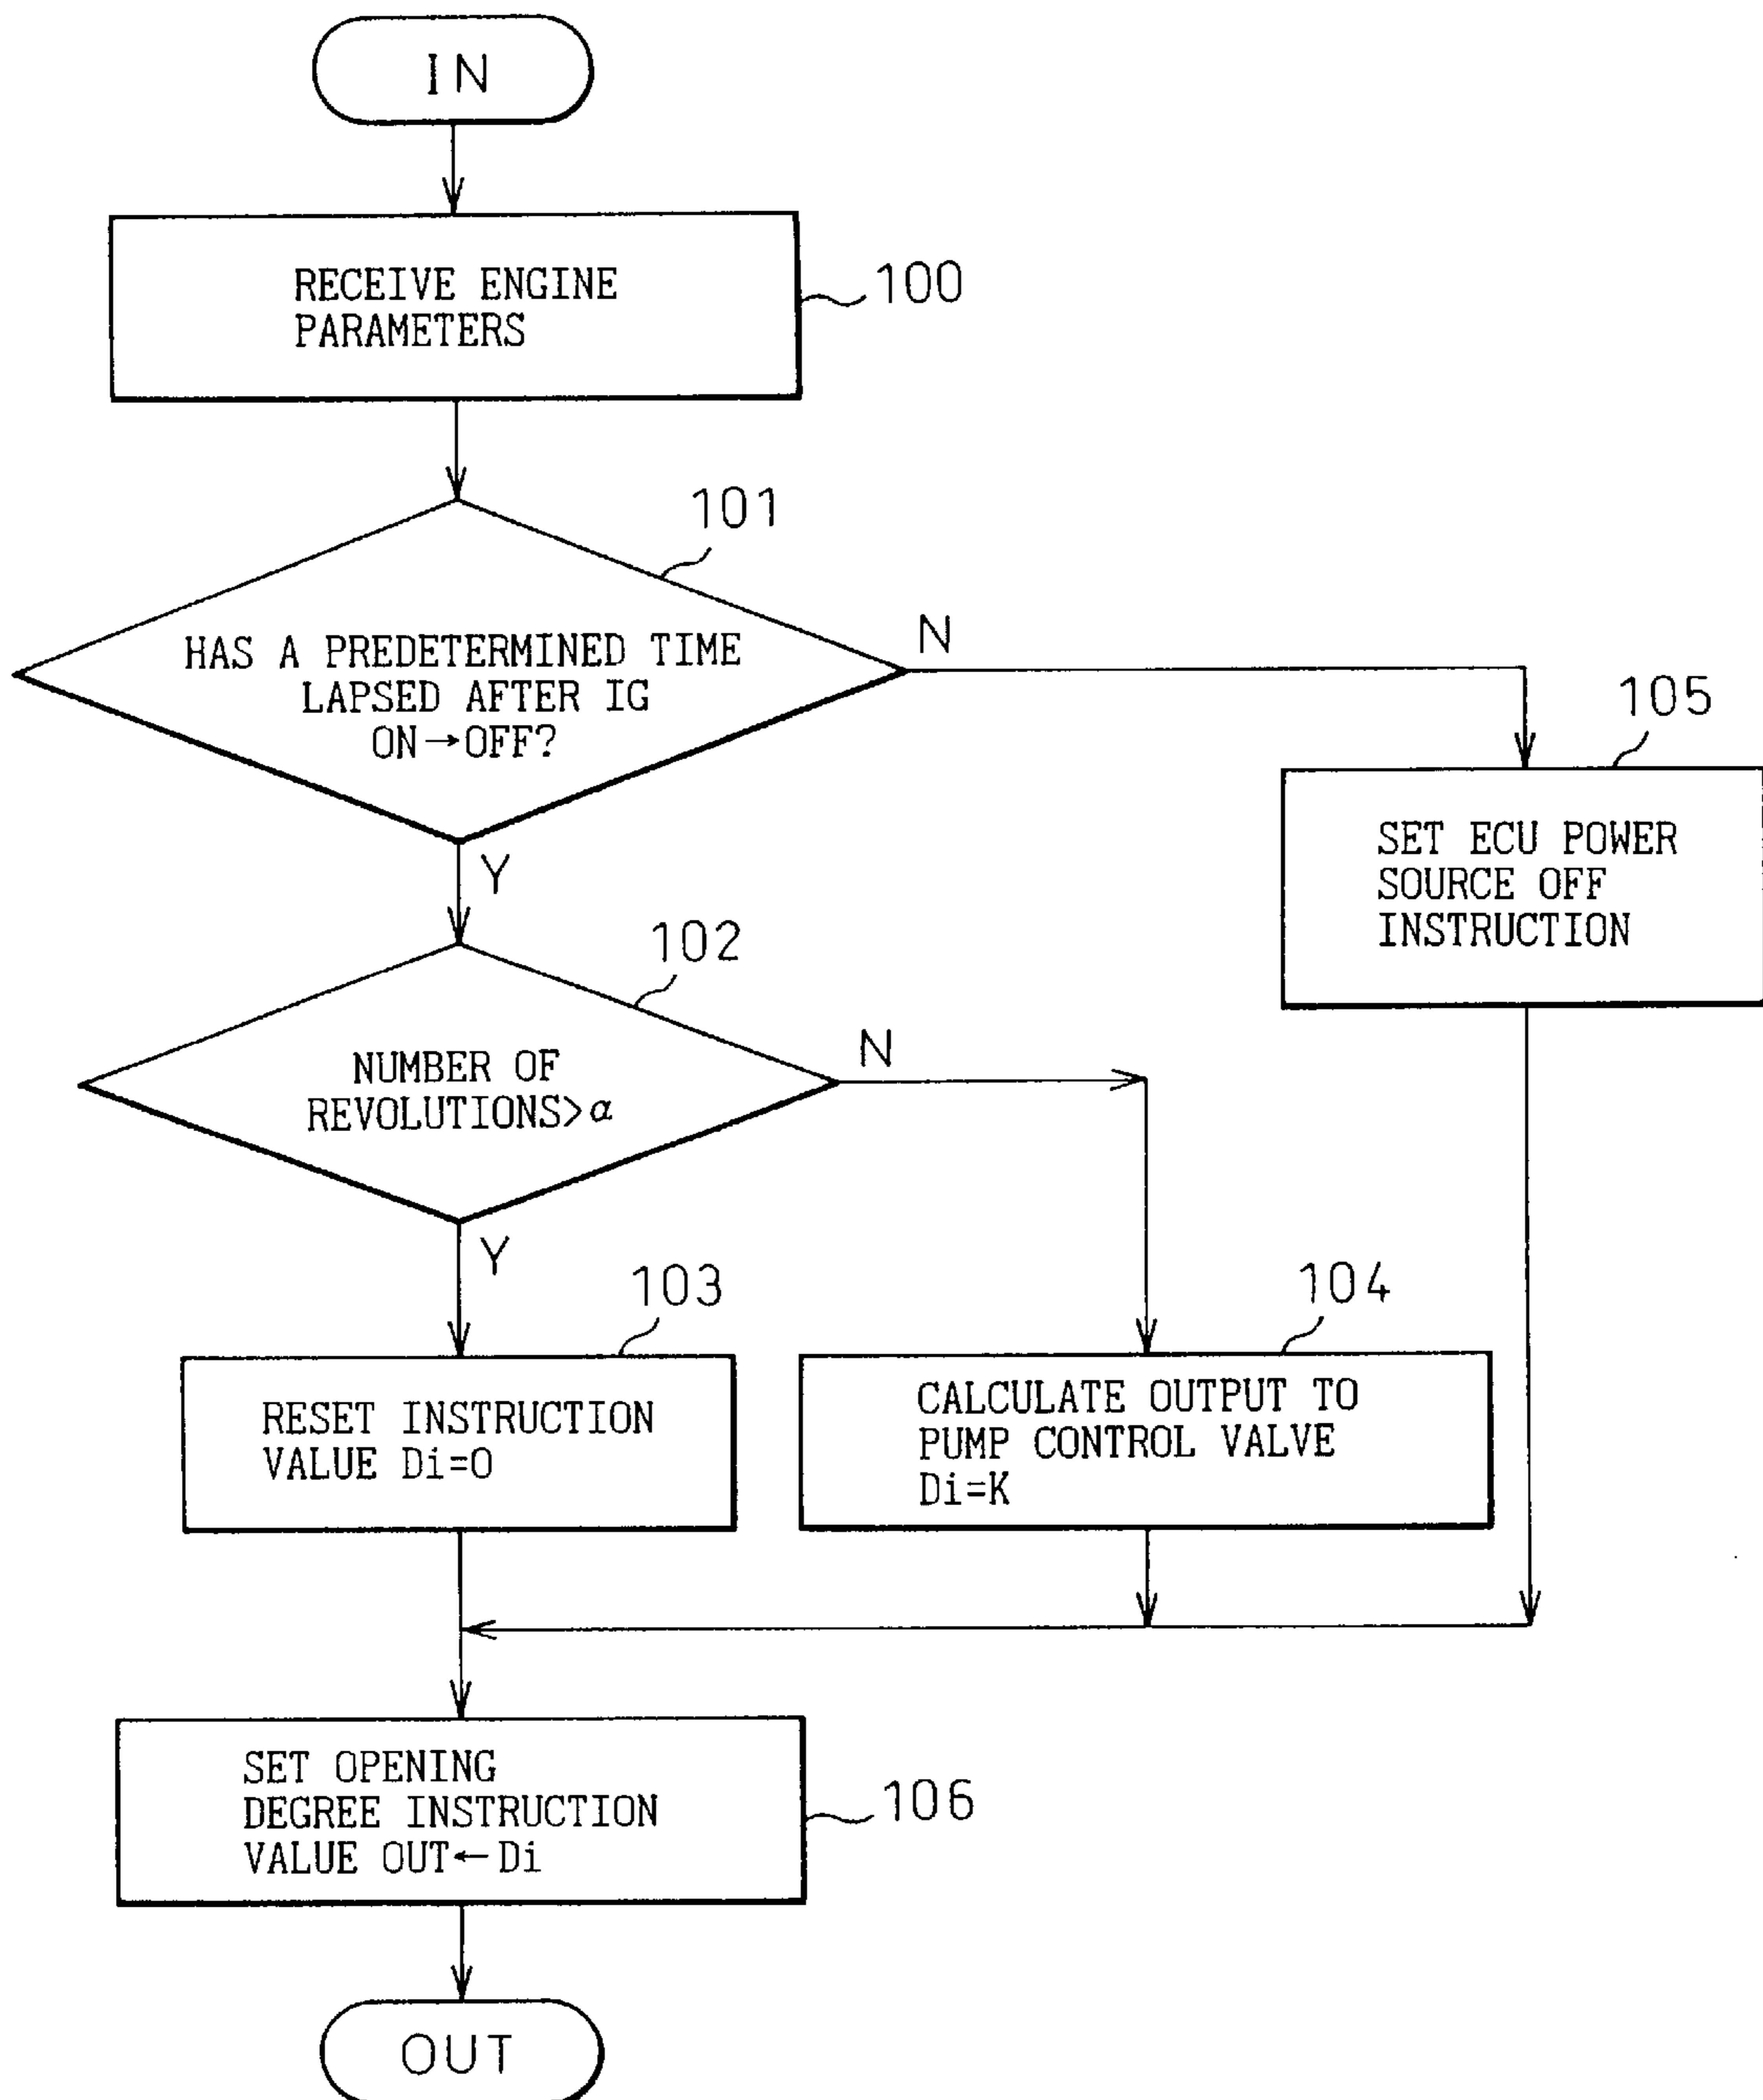 IN
RECEIVE ENGINE
PARAMETERS
100
101
HAS A PREDETERMINED TIME
LAPSED AFTER IG
ON→OFF?
N
Y
105
SET ECU POWER
SOURCE OFF
INSTRUCTION
102
NUMBER OF
REVOLUTIONS>α
N
Y
103
RESET INSTRUCTION
VALUE Di=0
104
CALCULATE OUTPUT TO
PUMP CONTROL VALVE
Di=K
SET OPENING
DEGREE INSTRUCTION
VALUE OUT←Di
106
OUT